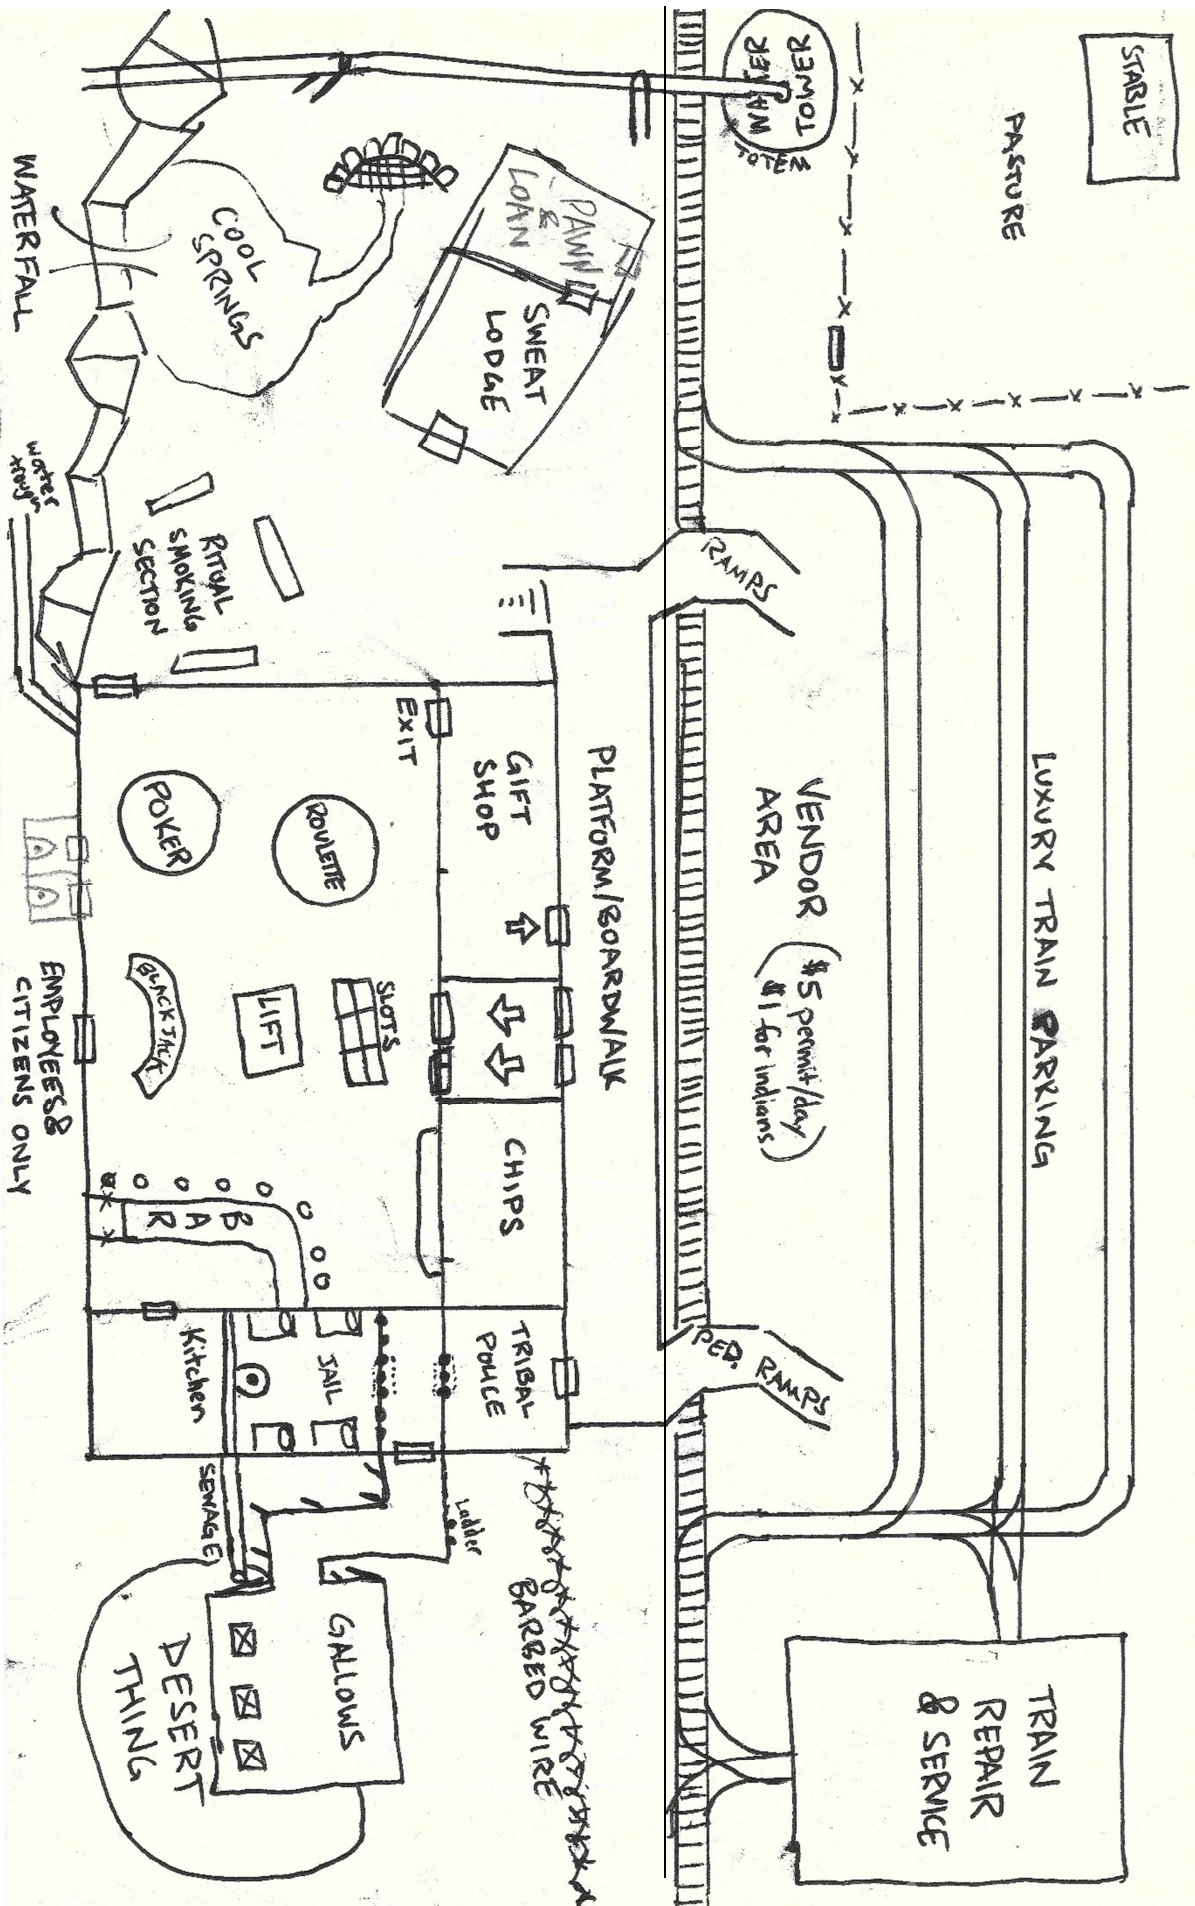 STABLE
PASTURE
WATER
TOWER
TOTEM
PAWN
&
LOAN
SWEAT
LODGE
COOL
SPRINGS
WATERFALL
water
trough
RITUAL
SMOKING
SECTION
RAMPS
LUXURY TRAIN PARKING
VENDOR
AREA
($5 permit/day
$1 for indians)
PLATFORM/BOARDWALK
GIFT
SHOP
EXIT
ROULETTE
POKER
SLOTS
LIFT
BLACKJACK
EMPLOYEES &
CITIZENS ONLY
CHIPS
BAR
PED. RAMPS
TRIBAL
POLICE
JAIL
Kitchen
SEWAGE
Ladder
BARBED WIRE
GALLOWS
DESERT
THING
TRAIN
REPAIR
& SERVICE